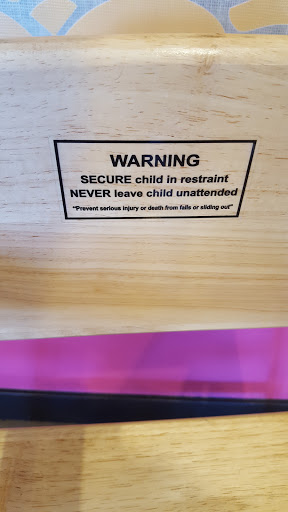 WARNING
SECURE child in restraint
NEVER leave child unattended
"Prevent serious injury or death from falls or sliding out"